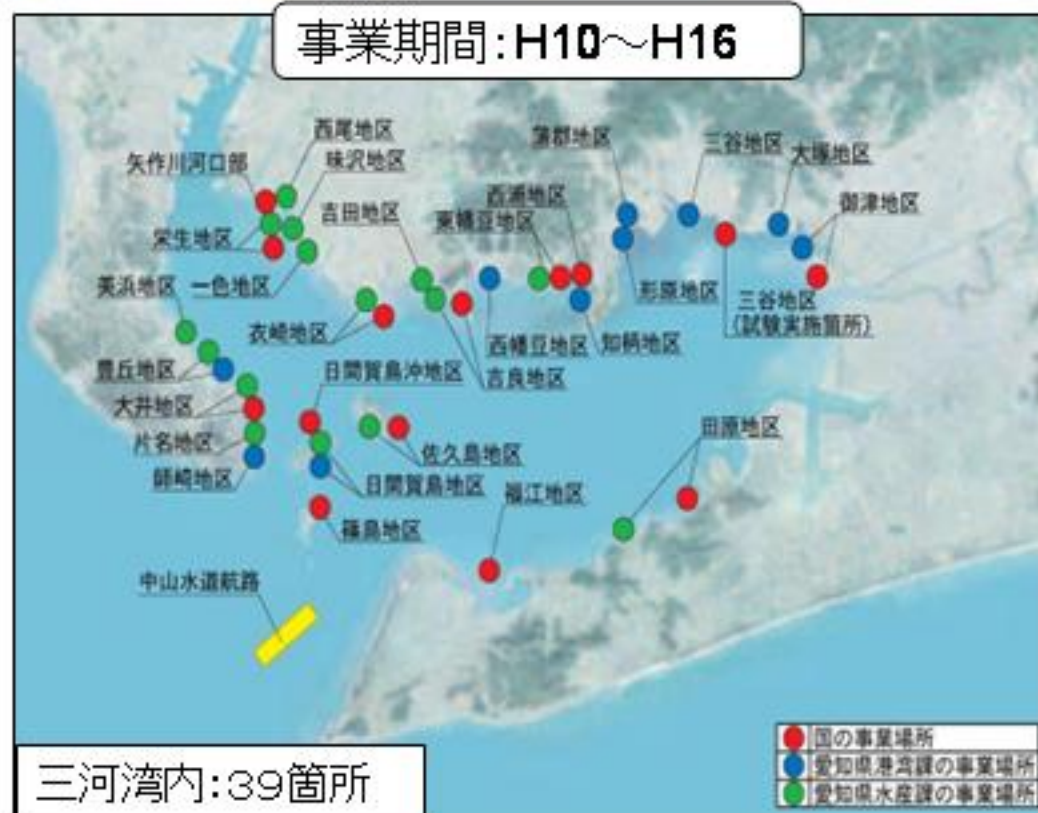 事業期間:H10～H16
西尾地区
矢作川河口部
味沢地区
吉田地区
栄生地区
一色地区
美浜地区
衣崎地区
豊丘地区
大井地区
片名地区
師崎地区
日間賀島沖地区
佐久島地区
日間賀島地区
篠島地区
中山水道航路
福江地区
田原地区
蒲郡地区
西浦地区
東幡豆地区
三谷地区
大塚地区
御津地区
形原地区
三谷地区
(試験実施箇所)
西幡豆地区
知柄地区
吉良地区
国の事業場所
愛知県港湾課の事業場所
愛知県水産課の事業場所
三河湾内:39箇所